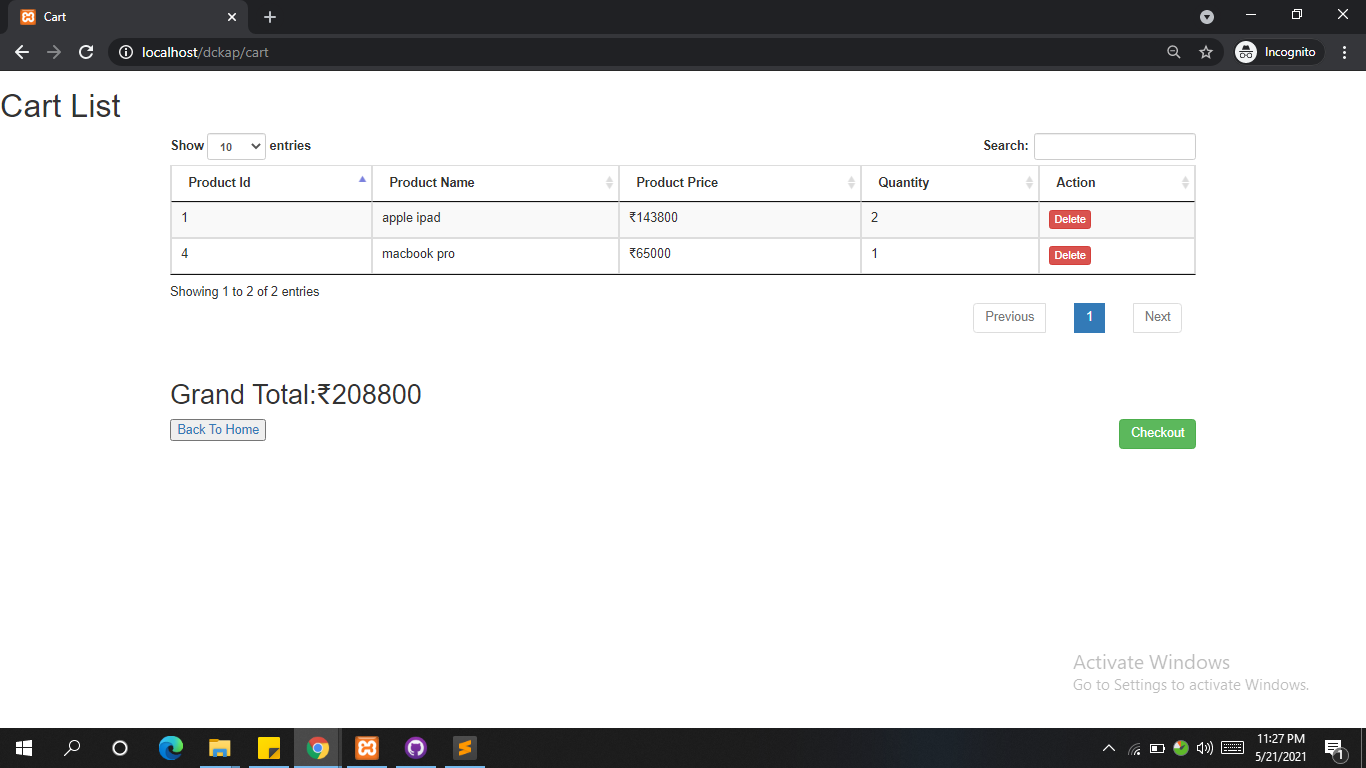 Cart
localhost/dckap/cart
Incognito
Cart List
Show 10 entries
Search:
Product Id Product Name Product Price Quantity Action
1 apple ipad ₹143800 2 Delete
4 macbook pro ₹65000 1 Delete
Showing 1 to 2 of 2 entries
Previous 1 Next
Grand Total:₹208800
Back To Home
Checkout
Activate Windows
Go to Settings to activate Windows.
11:27 PM
5/21/2021
1